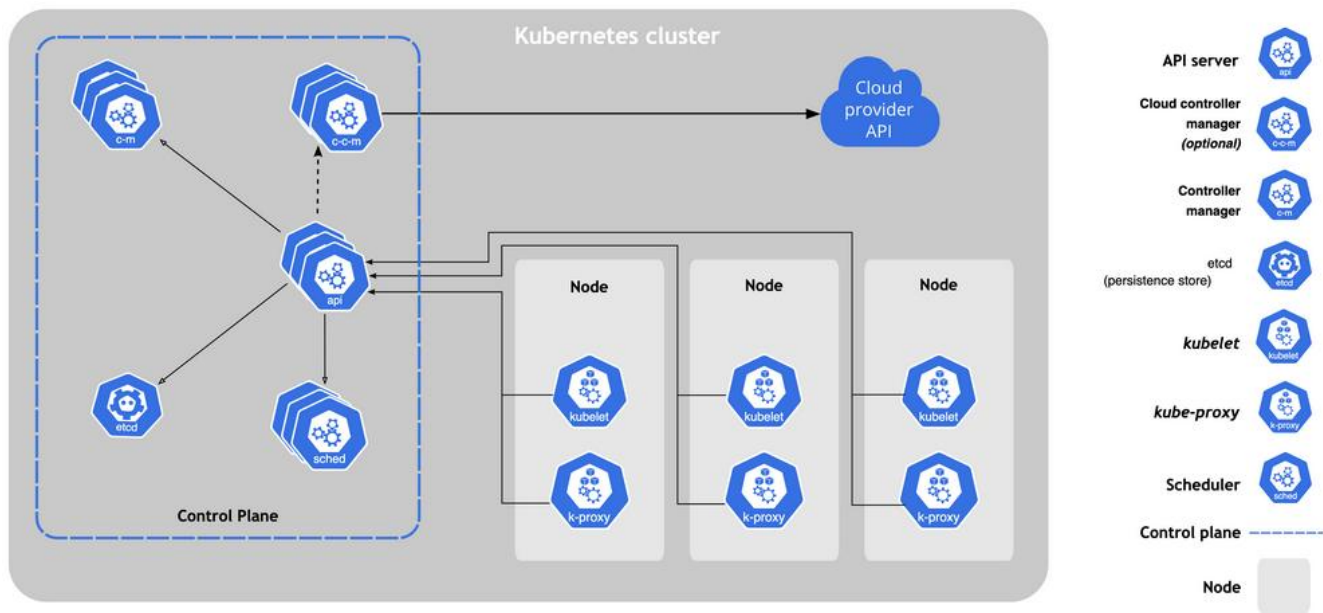 Kubernetes cluster
c-m
c-c-m
Cloud
provider
API
api
Node
Node
Node
etcd
sched
kubelet
kubelet
kubelet
k-proxy
k-proxy
k-proxy
Control Plane
API server
api
Cloud controller
manager
(optional)
c-c-m
Controller
manager
c-m
etcd
(persistence store)
etcd
kubelet
kubelet
kube-proxy
k-proxy
Scheduler
sched
Control plane
Node